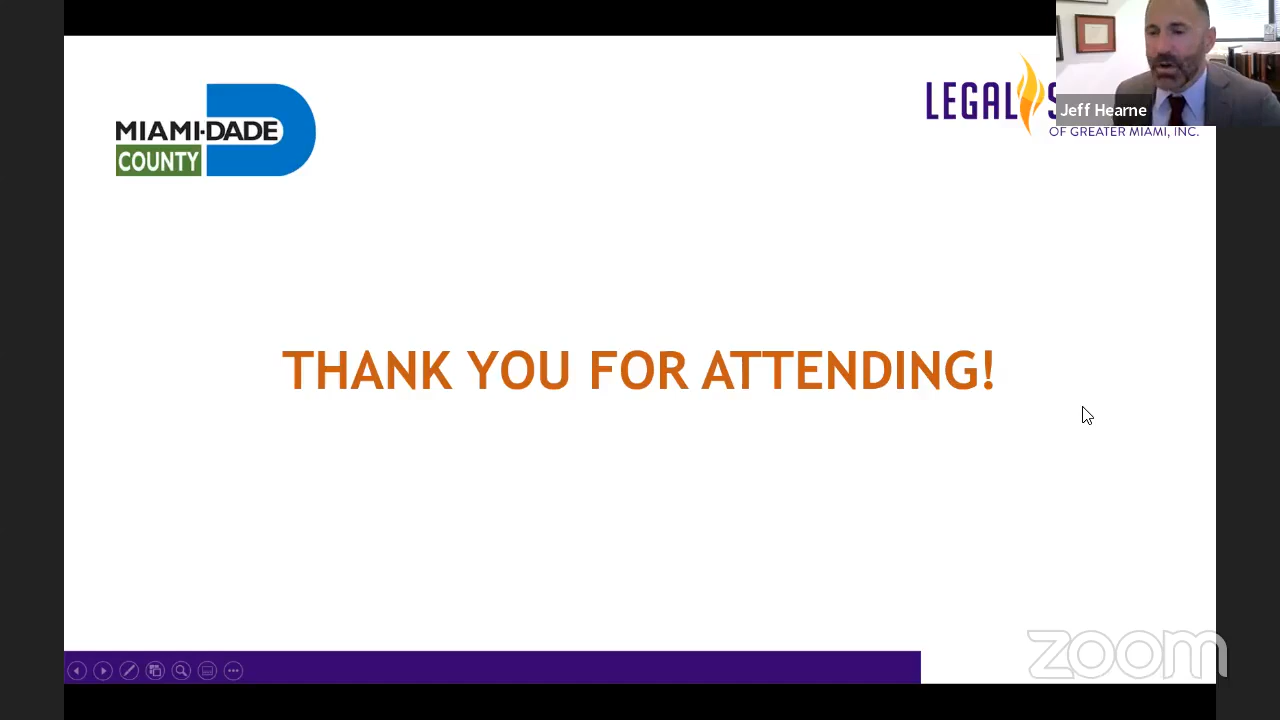 MIAMI-DADE
COUNTY
LEGAL
OF GREATER MIAMI, INC.
Jeff Hearne
THANK YOU FOR ATTENDING!
zoom